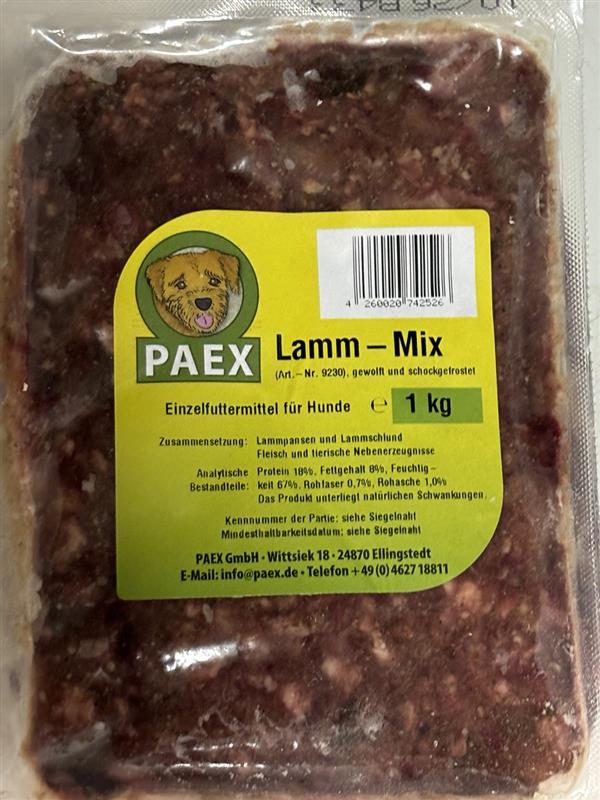 4 260020 742526
PAEX
Lamm – Mix
(Art.–Nr. 9230), gewolft und schockgefrostet
Einzelfuttermittel für Hunde ℮ 1 kg
Zusammensetzung: Lammpansen und Lammschlund
Fleisch und tierische Nebenerzeugnisse
Analytische Protein 18%, Fettgehalt 8%, Feuchtig–
Bestandteile: keit 67%, Rohfaser 0,7%, Rohasche 1,0%
Das Produkt unterliegt natürlichen Schwankungen.
Kennnummer der Partie: siehe Siegelnaht
Mindesthaltbarkeitsdatum: siehe Siegelnaht
PAEX GmbH · Wittsiek 18 · 24870 Ellingstedt
E-Mail: info@paex.de · Telefon +49 (0) 4627 18811